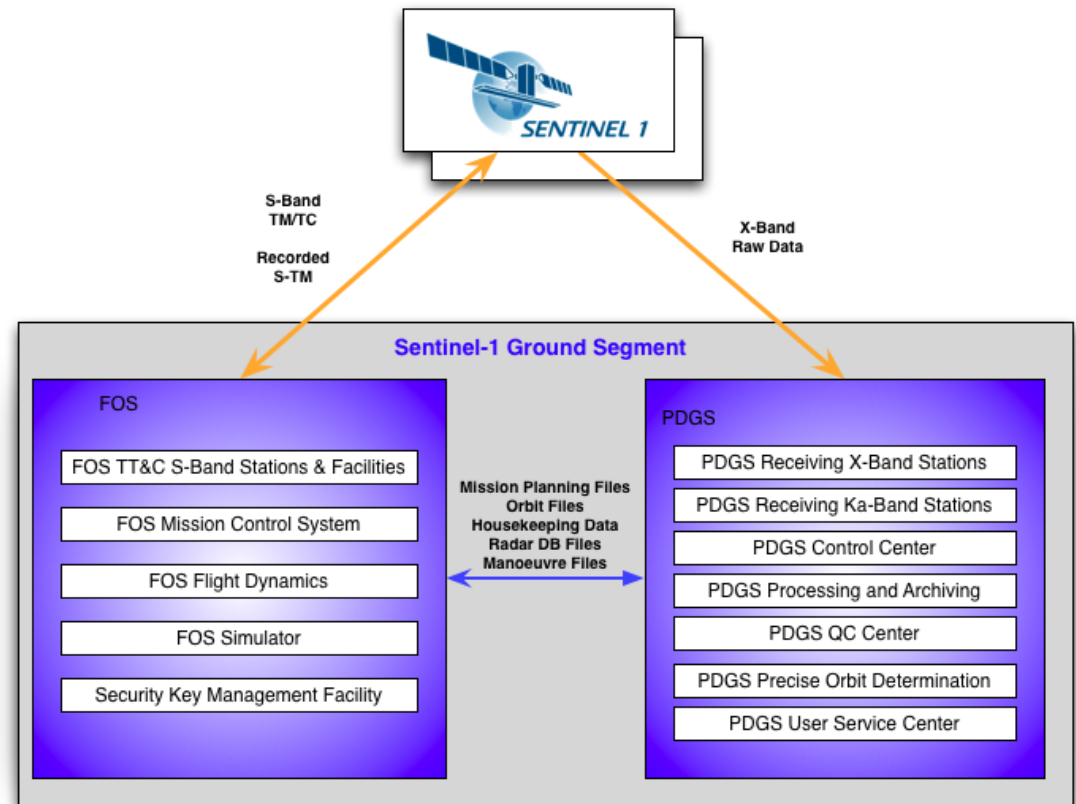 SENTINEL 1
S-Band
TM/TC
Recorded
S-TM
X-Band
Raw Data
Sentinel-1 Ground Segment
FOS
FOS TT&C S-Band Stations & Facilities
FOS Mission Control System
FOS Flight Dynamics
FOS Simulator
Security Key Management Facility
Mission Planning Files
Orbit Files
Housekeeping Data
Radar DB Files
Manoeuvre Files
PDGS
PDGS Receiving X-Band Stations
PDGS Receiving Ka-Band Stations
PDGS Control Center
PDGS Processing and Archiving
PDGS QC Center
PDGS Precise Orbit Determination
PDGS User Service Center